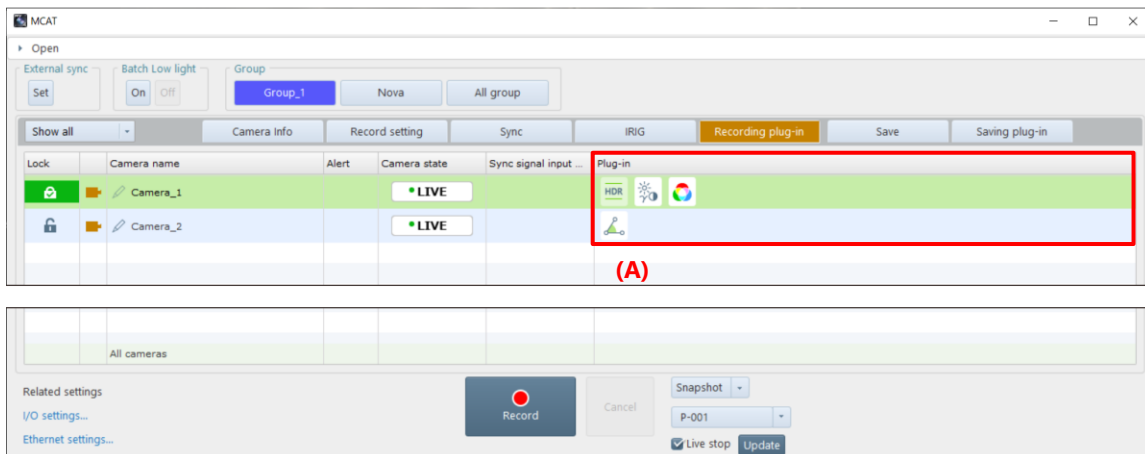 MCAT
Open
External sync Batch Low light Group
Set On Off Group_1 Nova All group
Show all Camera Info Record setting Sync IRIG Recording plug-in Save Saving plug-in
Lock Camera name Alert Camera state Sync signal input ... Plug-in
Camera_1 LIVE HDR
Camera_2 LIVE
(A)
All cameras
Related settings
I/O settings...
Ethernet settings...
Record
Cancel
Snapshot
P-001
Live stop Update